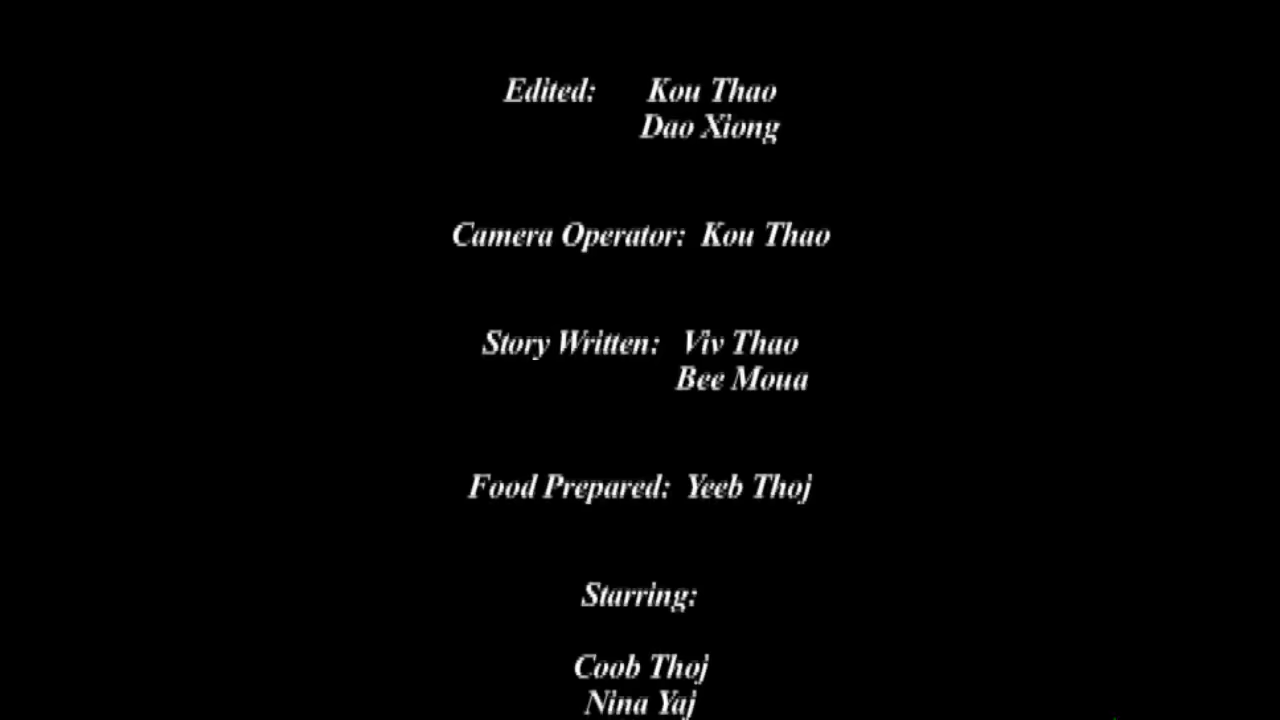 Edited: Kou Thao
Dao Xiong
Camera Operator: Kou Thao
Story Written: Viv Thao
Bee Moua
Food Prepared: Yeeb Thoj
Starring:
Coob Thoj
Nina Yaj